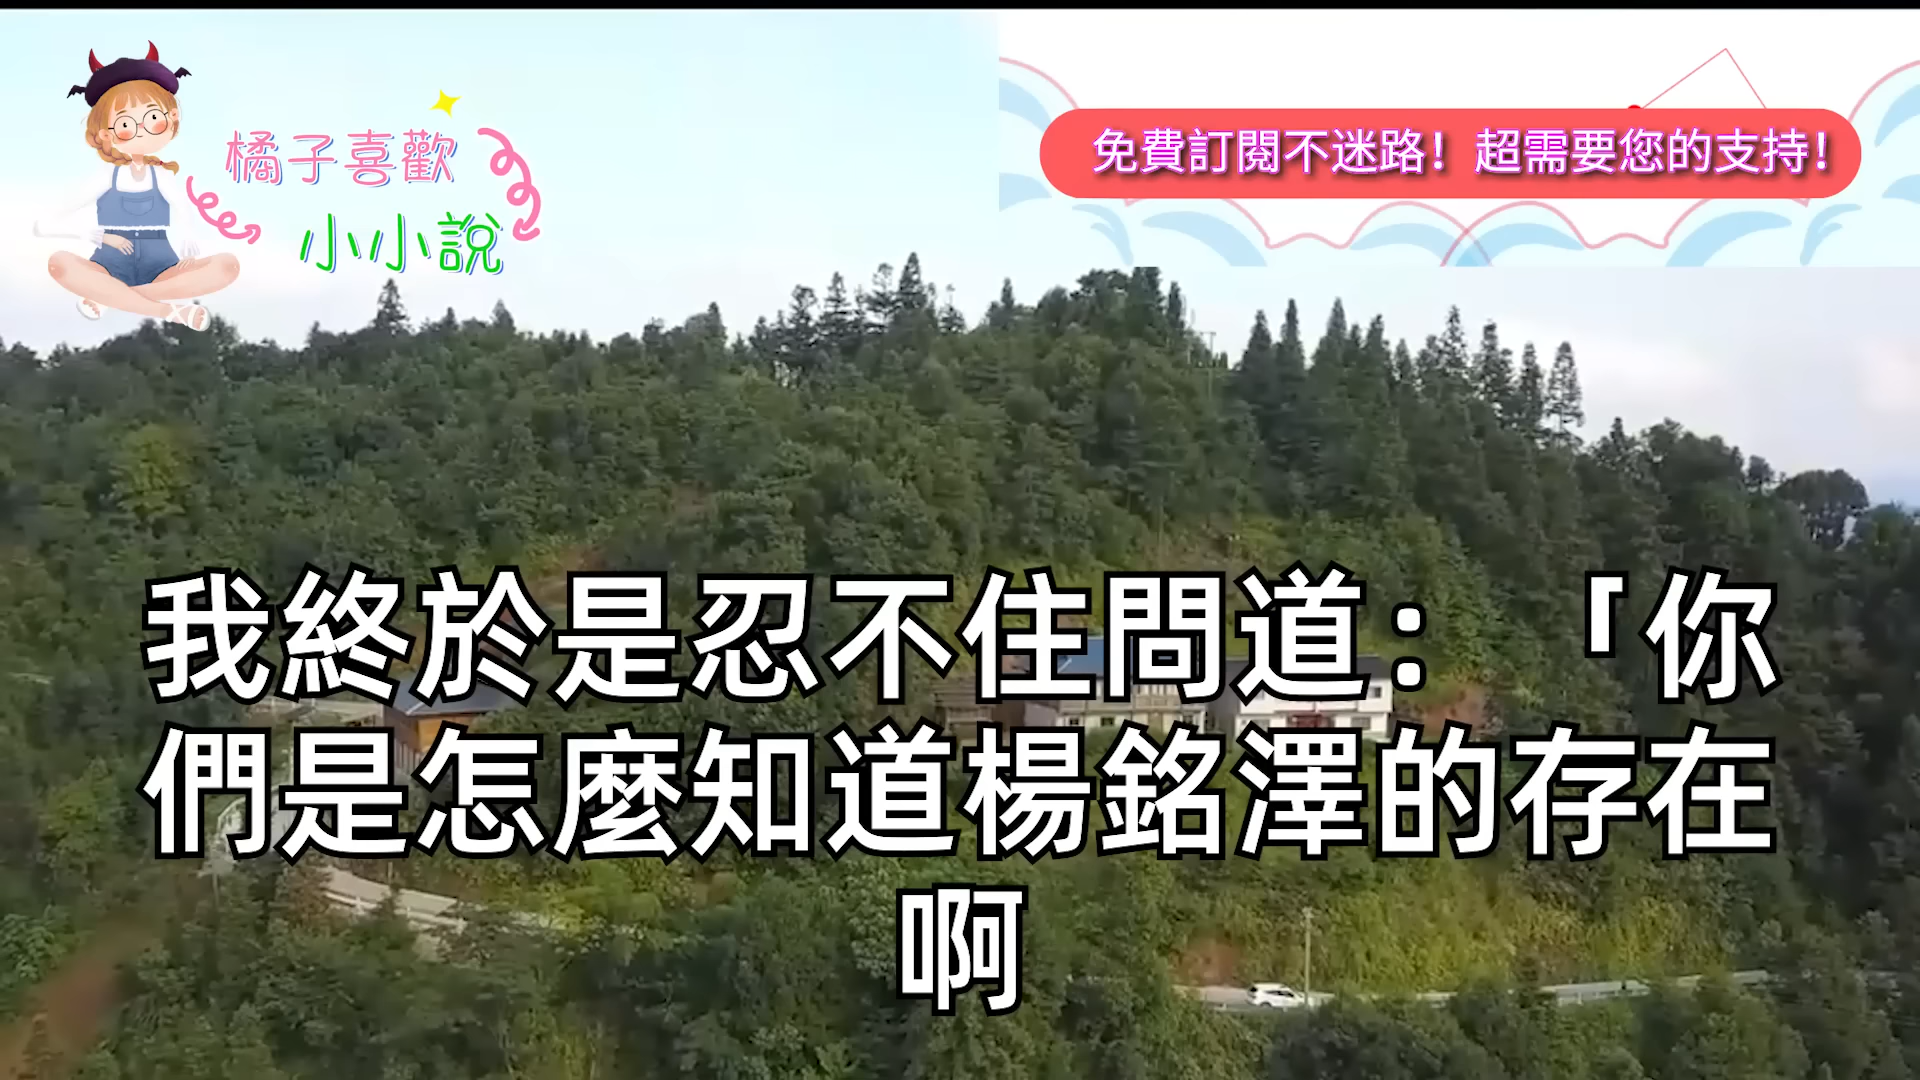 橘子喜歡
小小說
免費訂閱不迷路！超需要您的支持！
我終於是忍不住問道：「你
們是怎麼知道楊銘澤的存在
啊